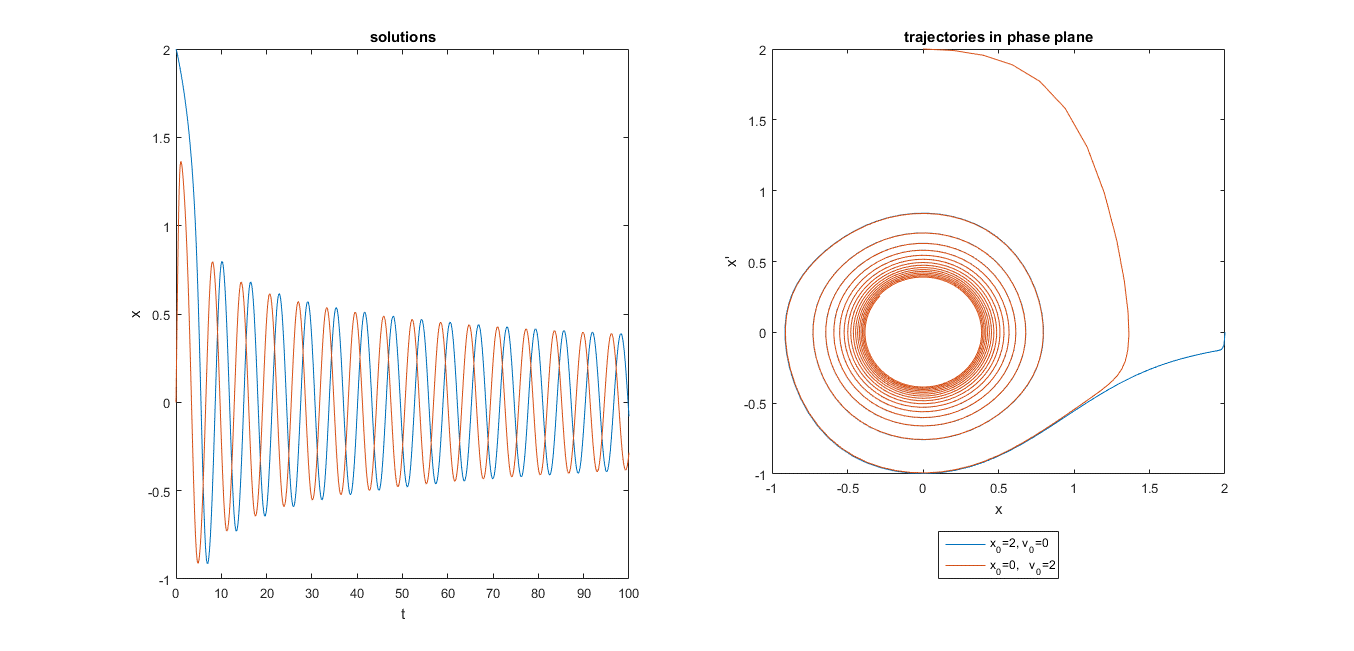 solutions
2
1.5
1
0.5
0
-0.5
-1
x
0 10 20 30 40 50 60 70 80 90 100
t
trajectories in phase plane
2
1.5
1
0.5
0
-0.5
-1
x'
-1 -0.5 0 0.5 1 1.5 2
x
x₀=2, v₀=0
x₀=0, v₀=2